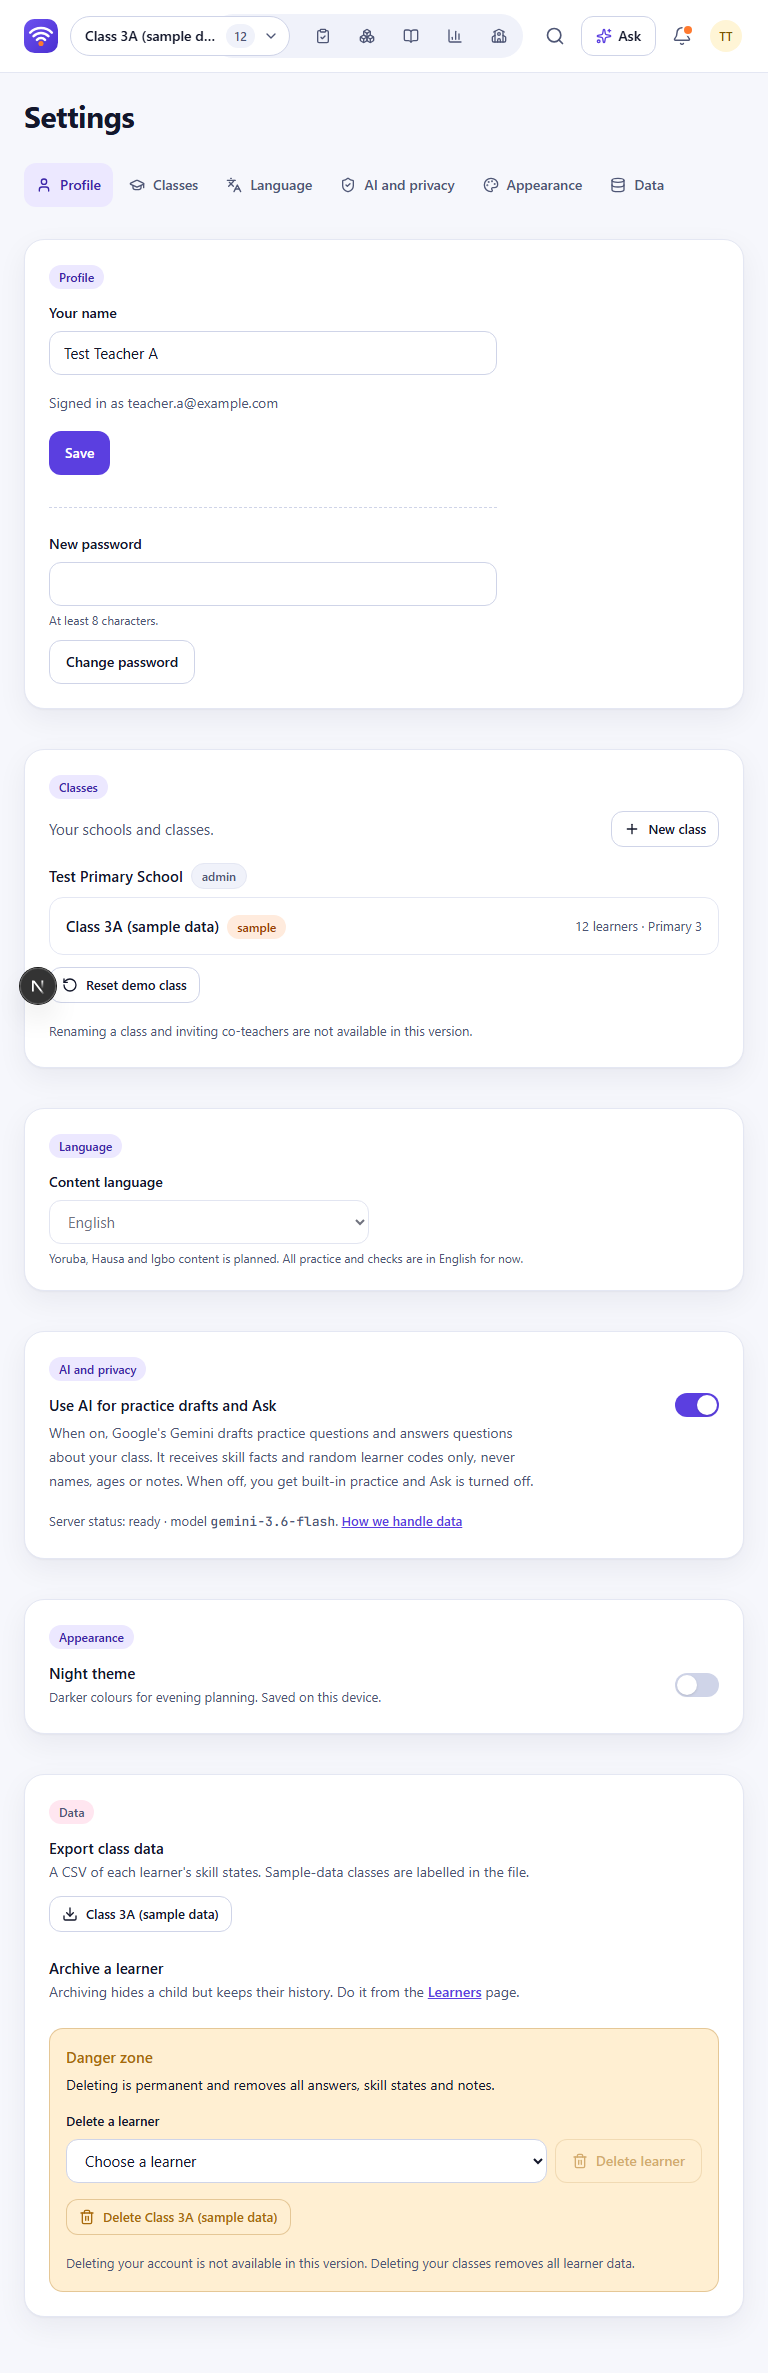 Class 3A (sample d... 12
Ask
TT
Settings
Profile
Classes
Language
AI and privacy
Appearance
Data
Profile
Your name
Test Teacher A
Signed in as teacher.a@example.com
Save
New password
At least 8 characters.
Change password
Classes
Your schools and classes.
New class
Test Primary School admin
Class 3A (sample data) sample
12 learners · Primary 3
N
Reset demo class
Renaming a class and inviting co-teachers are not available in this version.
Language
Content language
English
Yoruba, Hausa and Igbo content is planned. All practice and checks are in English for now.
AI and privacy
Use AI for practice drafts and Ask
When on, Google's Gemini drafts practice questions and answers questions
about your class. It receives skill facts and random learner codes only, never
names, ages or notes. When off, you get built-in practice and Ask is turned off.
Server status: ready · model gemini-3.6-flash. How we handle data
Appearance
Night theme
Darker colours for evening planning. Saved on this device.
Data
Export class data
A CSV of each learner's skill states. Sample-data classes are labelled in the file.
Class 3A (sample data)
Archive a learner
Archiving hides a child but keeps their history. Do it from the Learners page.
Danger zone
Deleting is permanent and removes all answers, skill states and notes.
Delete a learner
Choose a learner
Delete learner
Delete Class 3A (sample data)
Deleting your account is not available in this version. Deleting your classes removes all learner data.